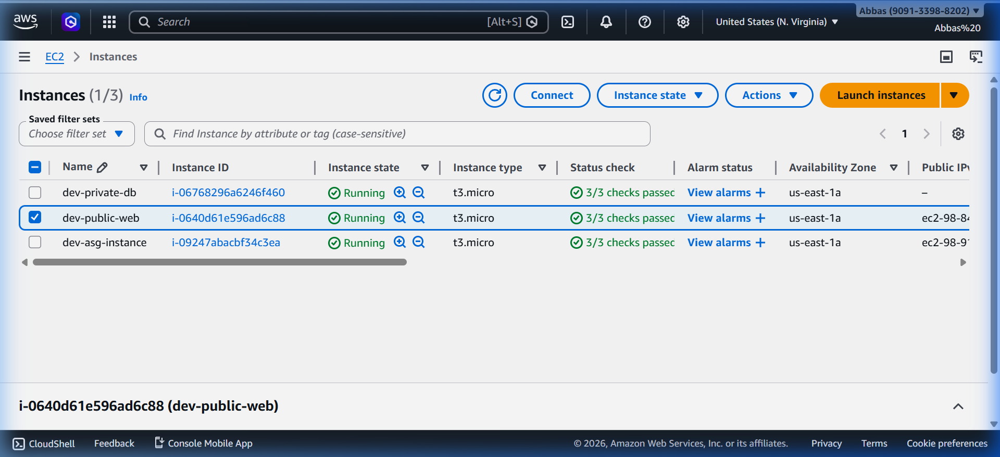 aws
Search [Alt+S]
United States (N. Virginia)
Abbas (9091-3398-8202)
Abbas%20
EC2 Instances
Instances (1/3) Info
Connect Instance state Actions Launch instances
Saved filter sets
Choose filter set Find Instance by attribute or tag (case-sensitive) 1
Name Instance ID Instance state Instance type Status check Alarm status Availability Zone Public IPv
dev-private-db i-06768296a6246f460 Running t3.micro 3/3 checks passed View alarms + us-east-1a –
dev-public-web i-0640d61e596ad6c88 Running t3.micro 3/3 checks passed View alarms + us-east-1a ec2-98-84
dev-asg-instance i-09247abacbf34c3ea Running t3.micro 3/3 checks passed View alarms + us-east-1a ec2-98-91
i-0640d61e596ad6c88 (dev-public-web)
CloudShell Feedback Console Mobile App © 2026, Amazon Web Services, Inc. or its affiliates. Privacy Terms Cookie preferences